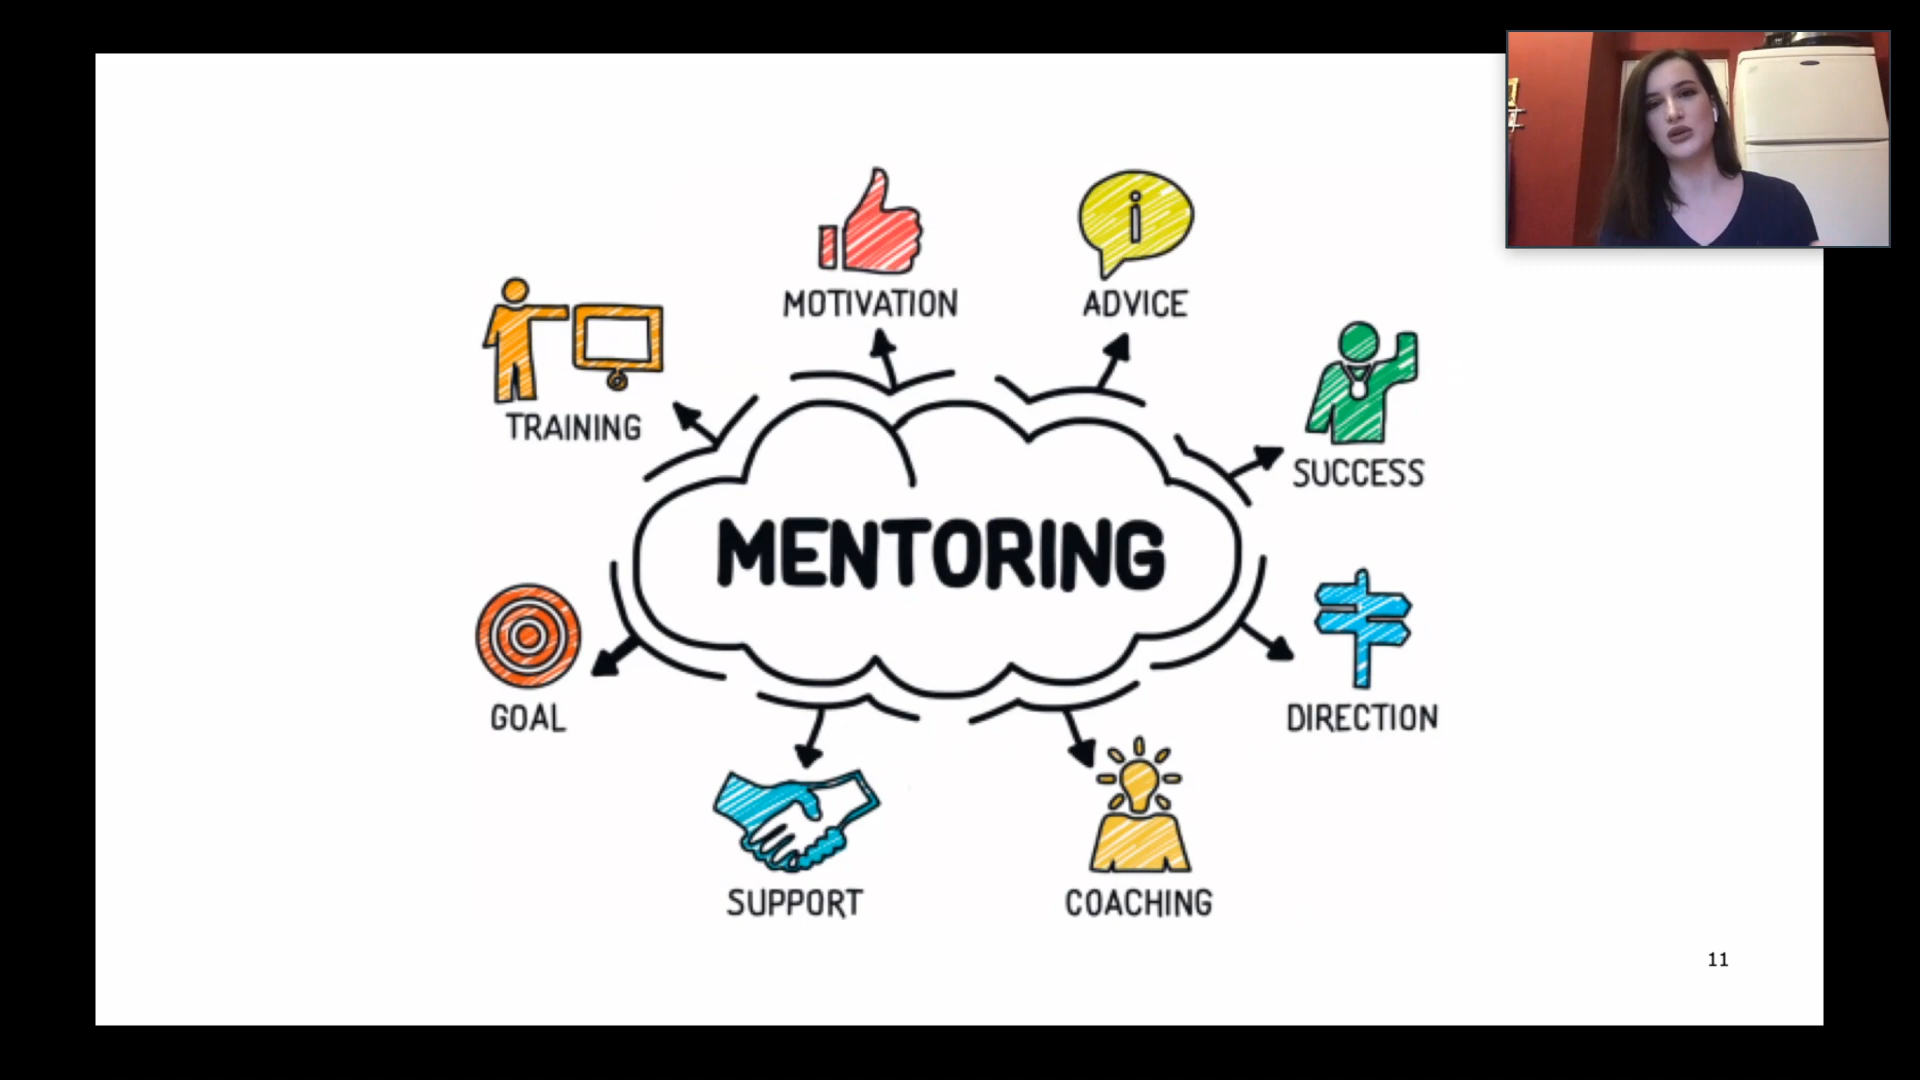 MOTIVATION
ADVICE
TRAINING
SUCCESS
MENTORING
GOAL
DIRECTION
SUPPORT
COACHING
11